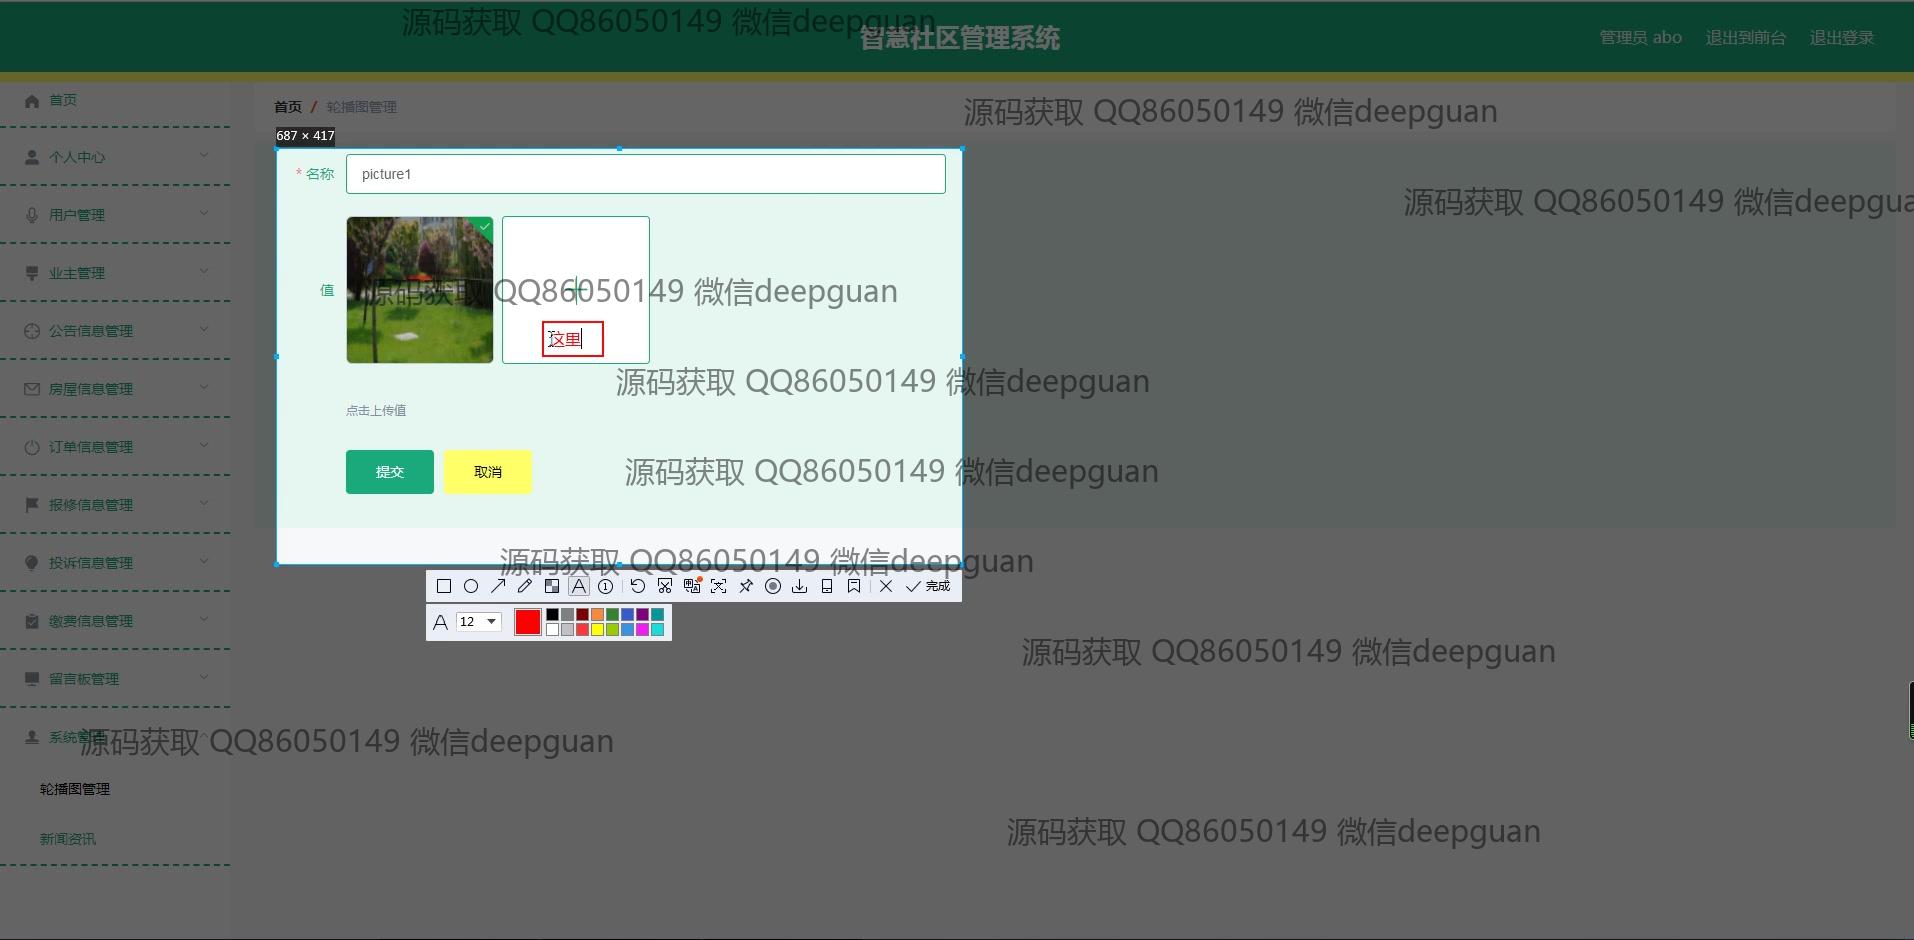 源码获取 QQ86050149 微信deepguan
智慧社区管理系统
管理员 abo
退出到前台
退出登录
首页
个人中心
用户管理
业主管理
公告信息管理
房屋信息管理
订单信息管理
报修信息管理
投诉信息管理
缴费信息管理
留言板管理
系统管理
轮播图管理
新闻资讯
首页 / 轮播图管理
源码获取 QQ86050149 微信deepguan
687 × 417
* 名称
picture1
源码获取 QQ86050149 微信deepgua
值
源码获取 QQ86050149 微信deepguan
这里
源码获取 QQ86050149 微信deepguan
点击上传值
提交
取消
源码获取 QQ86050149 微信deepguan
源码获取 QQ86050149 微信deepguan
完成
A 12
源码获取 QQ86050149 微信deepguan
源码获取 QQ86050149 微信deepguan
源码获取 QQ86050149 微信deepguan